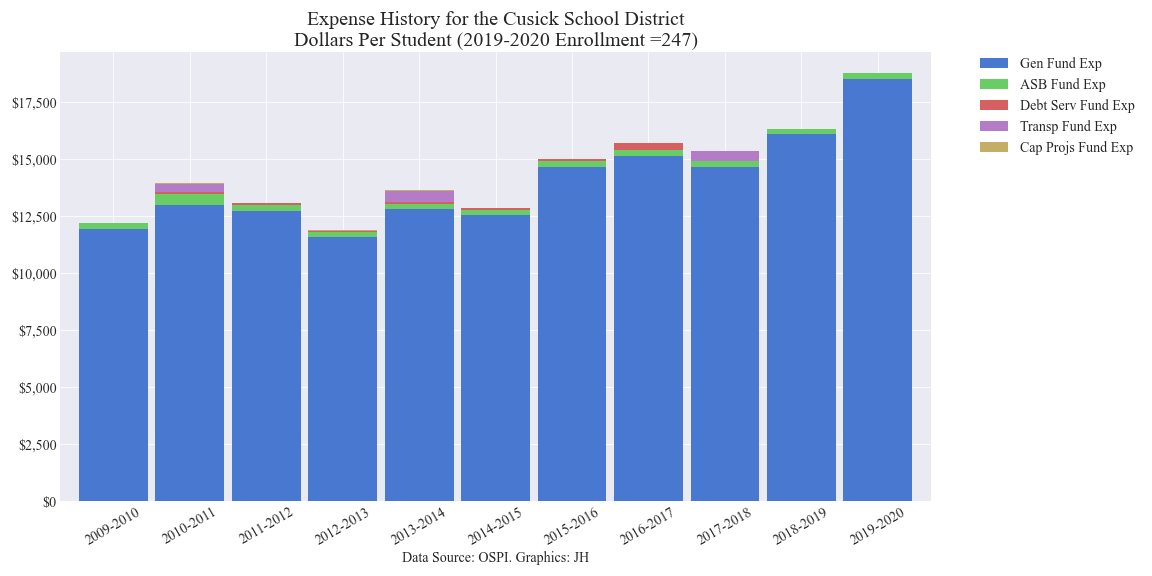 Expense History for the Cusick School District
Dollars Per Student (2019-2020 Enrollment =247)
Gen Fund Exp
ASB Fund Exp
Debt Serv Fund Exp
Transp Fund Exp
Cap Projs Fund Exp
$17,500
$15,000
$12,500
$10,000
$7,500
$5,000
$2,500
$0
2009-2010
2010-2011
2011-2012
2012-2013
2013-2014
2014-2015
2015-2016
2016-2017
2017-2018
2018-2019
2019-2020
Data Source: OSPI. Graphics: JH